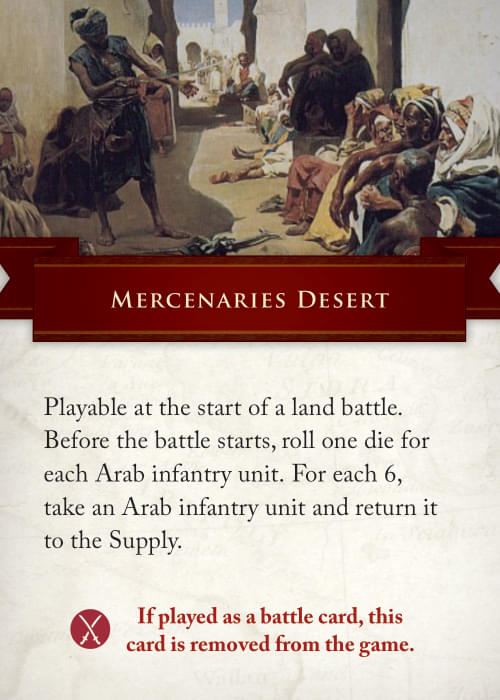 Mercenaries Desert
Playable at the start of a land battle.
Before the battle starts, roll one die for
each Arab infantry unit. For each 6,
take an Arab infantry unit and return it
to the Supply.
If played as a battle card, this
card is removed from the game.